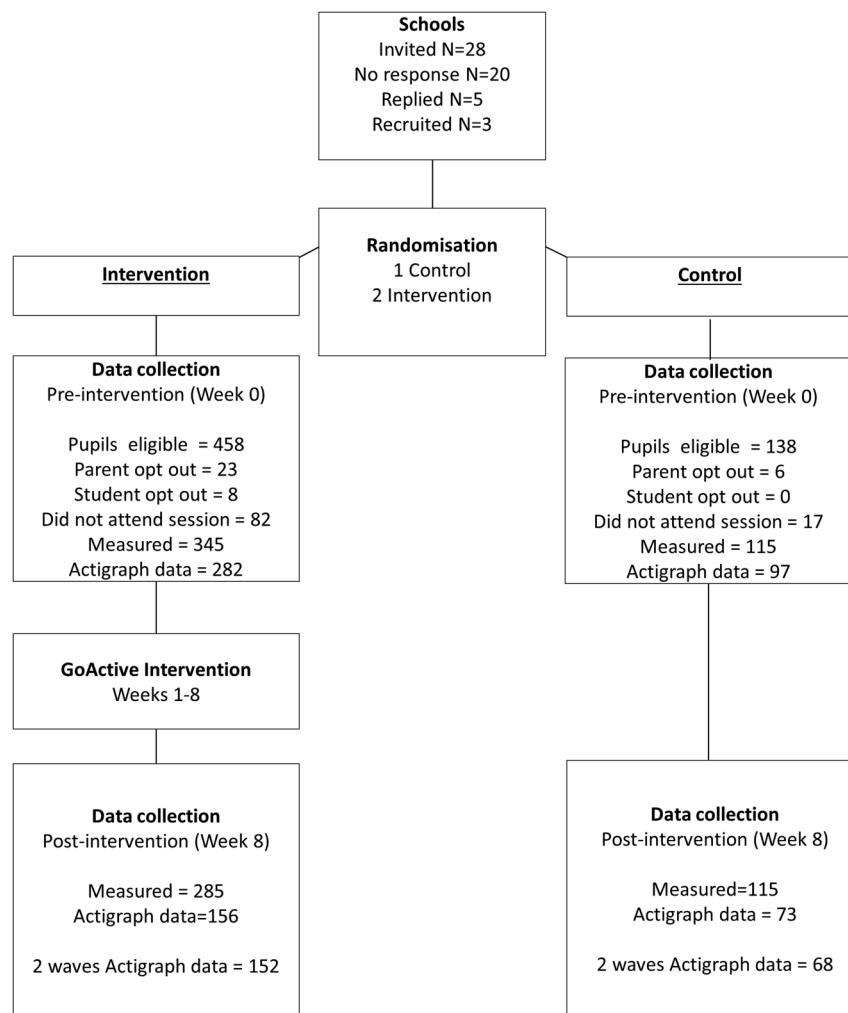 Schools
Invited N=28
No response N=20
Replied N=5
Recruited N=3
Randomisation
1 Control
2 Intervention
Intervention
Control
Data collection
Pre-intervention (Week 0)
Pupils eligible = 458
Parent opt out = 23
Student opt out = 8
Did not attend session = 82
Measured = 345
Actigraph data = 282
Data collection
Pre-intervention (Week 0)
Pupils eligible = 138
Parent opt out = 6
Student opt out = 0
Did not attend session = 17
Measured = 115
Actigraph data = 97
GoActive Intervention
Weeks 1-8
Data collection
Post-intervention (Week 8)
Measured = 285
Actigraph data=156
2 waves Actigraph data = 152
Data collection
Post-intervention (Week 8)
Measured=115
Actigraph data = 73
2 waves Actigraph data = 68